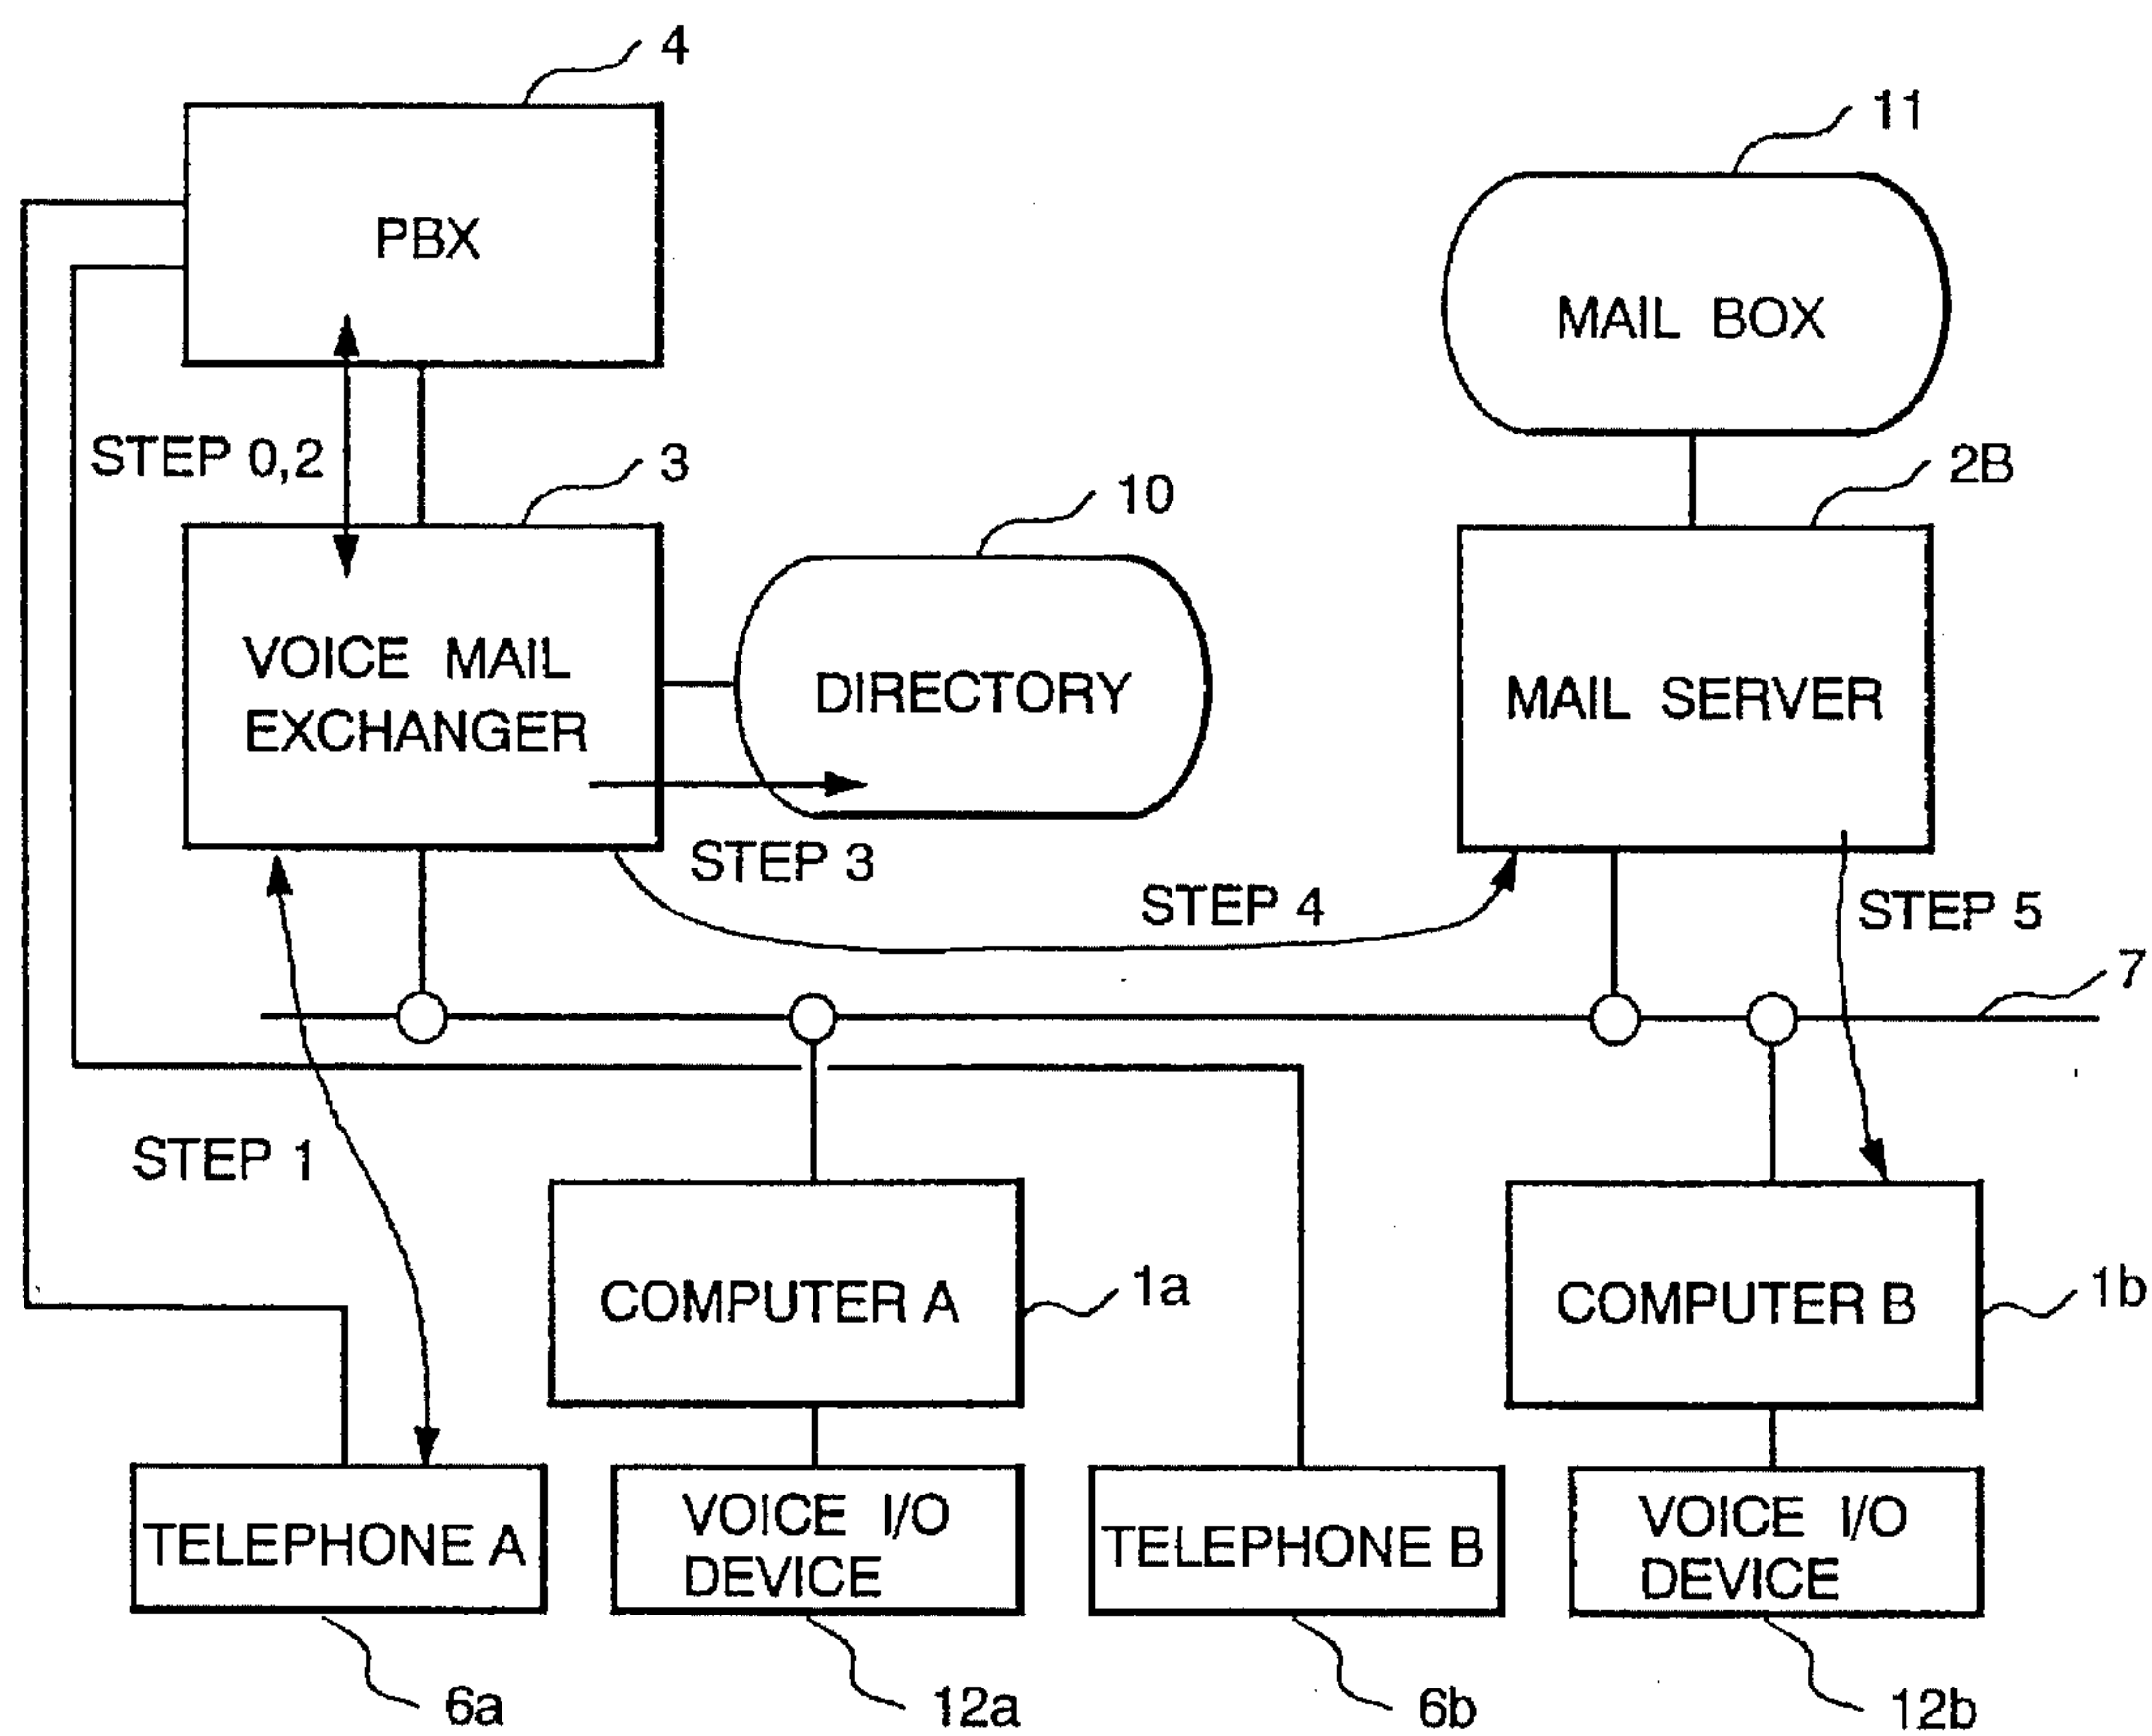 4
11
PBX
MAIL BOX
STEP 0,2
3
10
2B
VOICE MAIL
EXCHANGER
DIRECTORY
MAIL SERVER
STEP 3
STEP 4
STEP 5
7
STEP 1
COMPUTER A
1a
COMPUTER B
1b
TELEPHONE A
VOICE I/O
DEVICE
TELEPHONE B
VOICE I/O
DEVICE
6a
12a
6b
12b